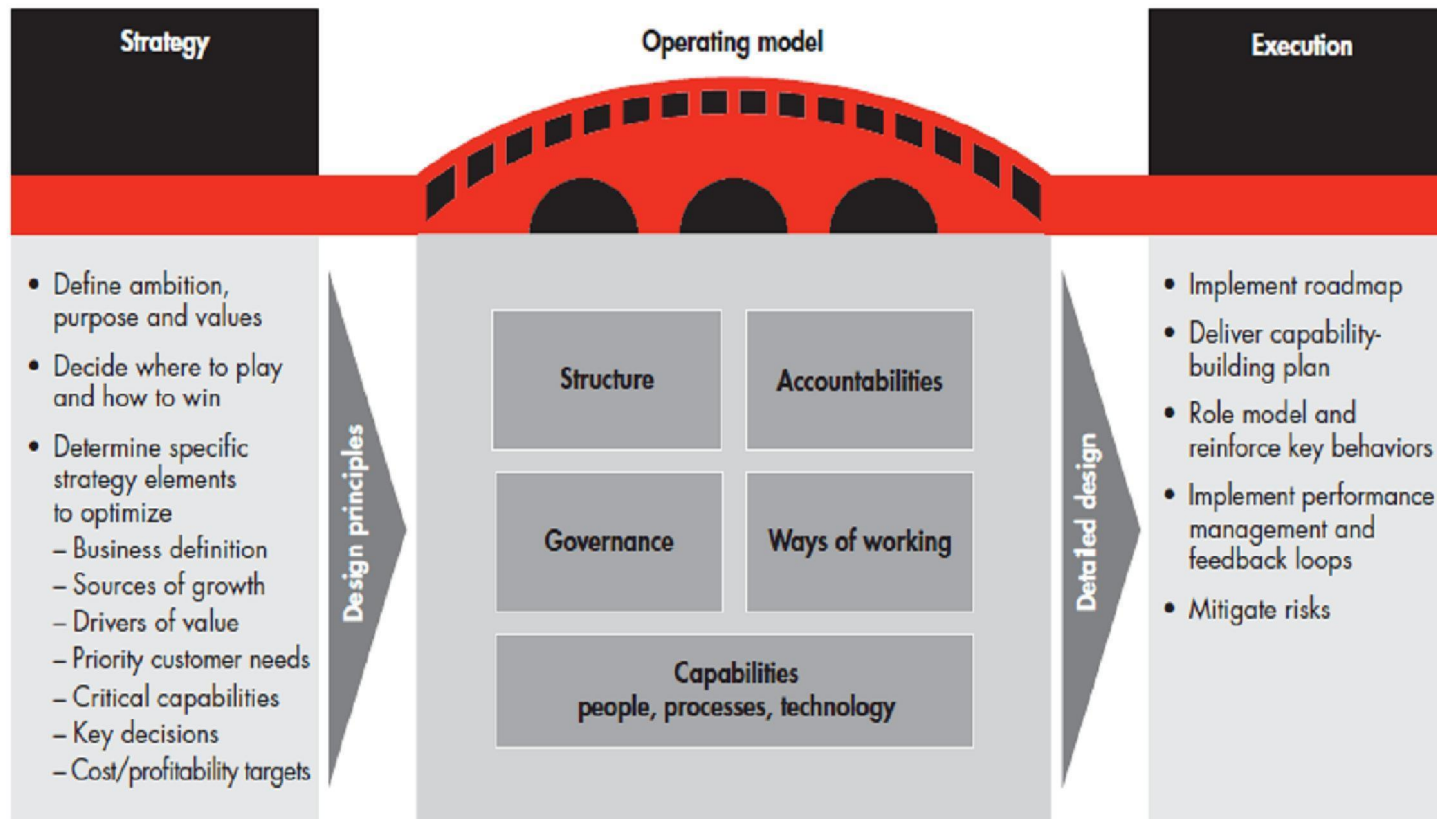 Strategy
Operating model
Execution
• Define ambition,
purpose and values
• Decide where to play
and how to win
• Determine specific
strategy elements
to optimize
– Business definition
– Sources of growth
– Drivers of value
– Priority customer needs
– Critical capabilities
– Key decisions
– Cost/profitability targets
Design principles
Structure
Accountabilities
Governance
Ways of working
Capabilities
people, processes, technology
Detailed design
• Implement roadmap
• Deliver capability-
building plan
• Role model and
reinforce key behaviors
• Implement performance
management and
feedback loops
• Mitigate risks